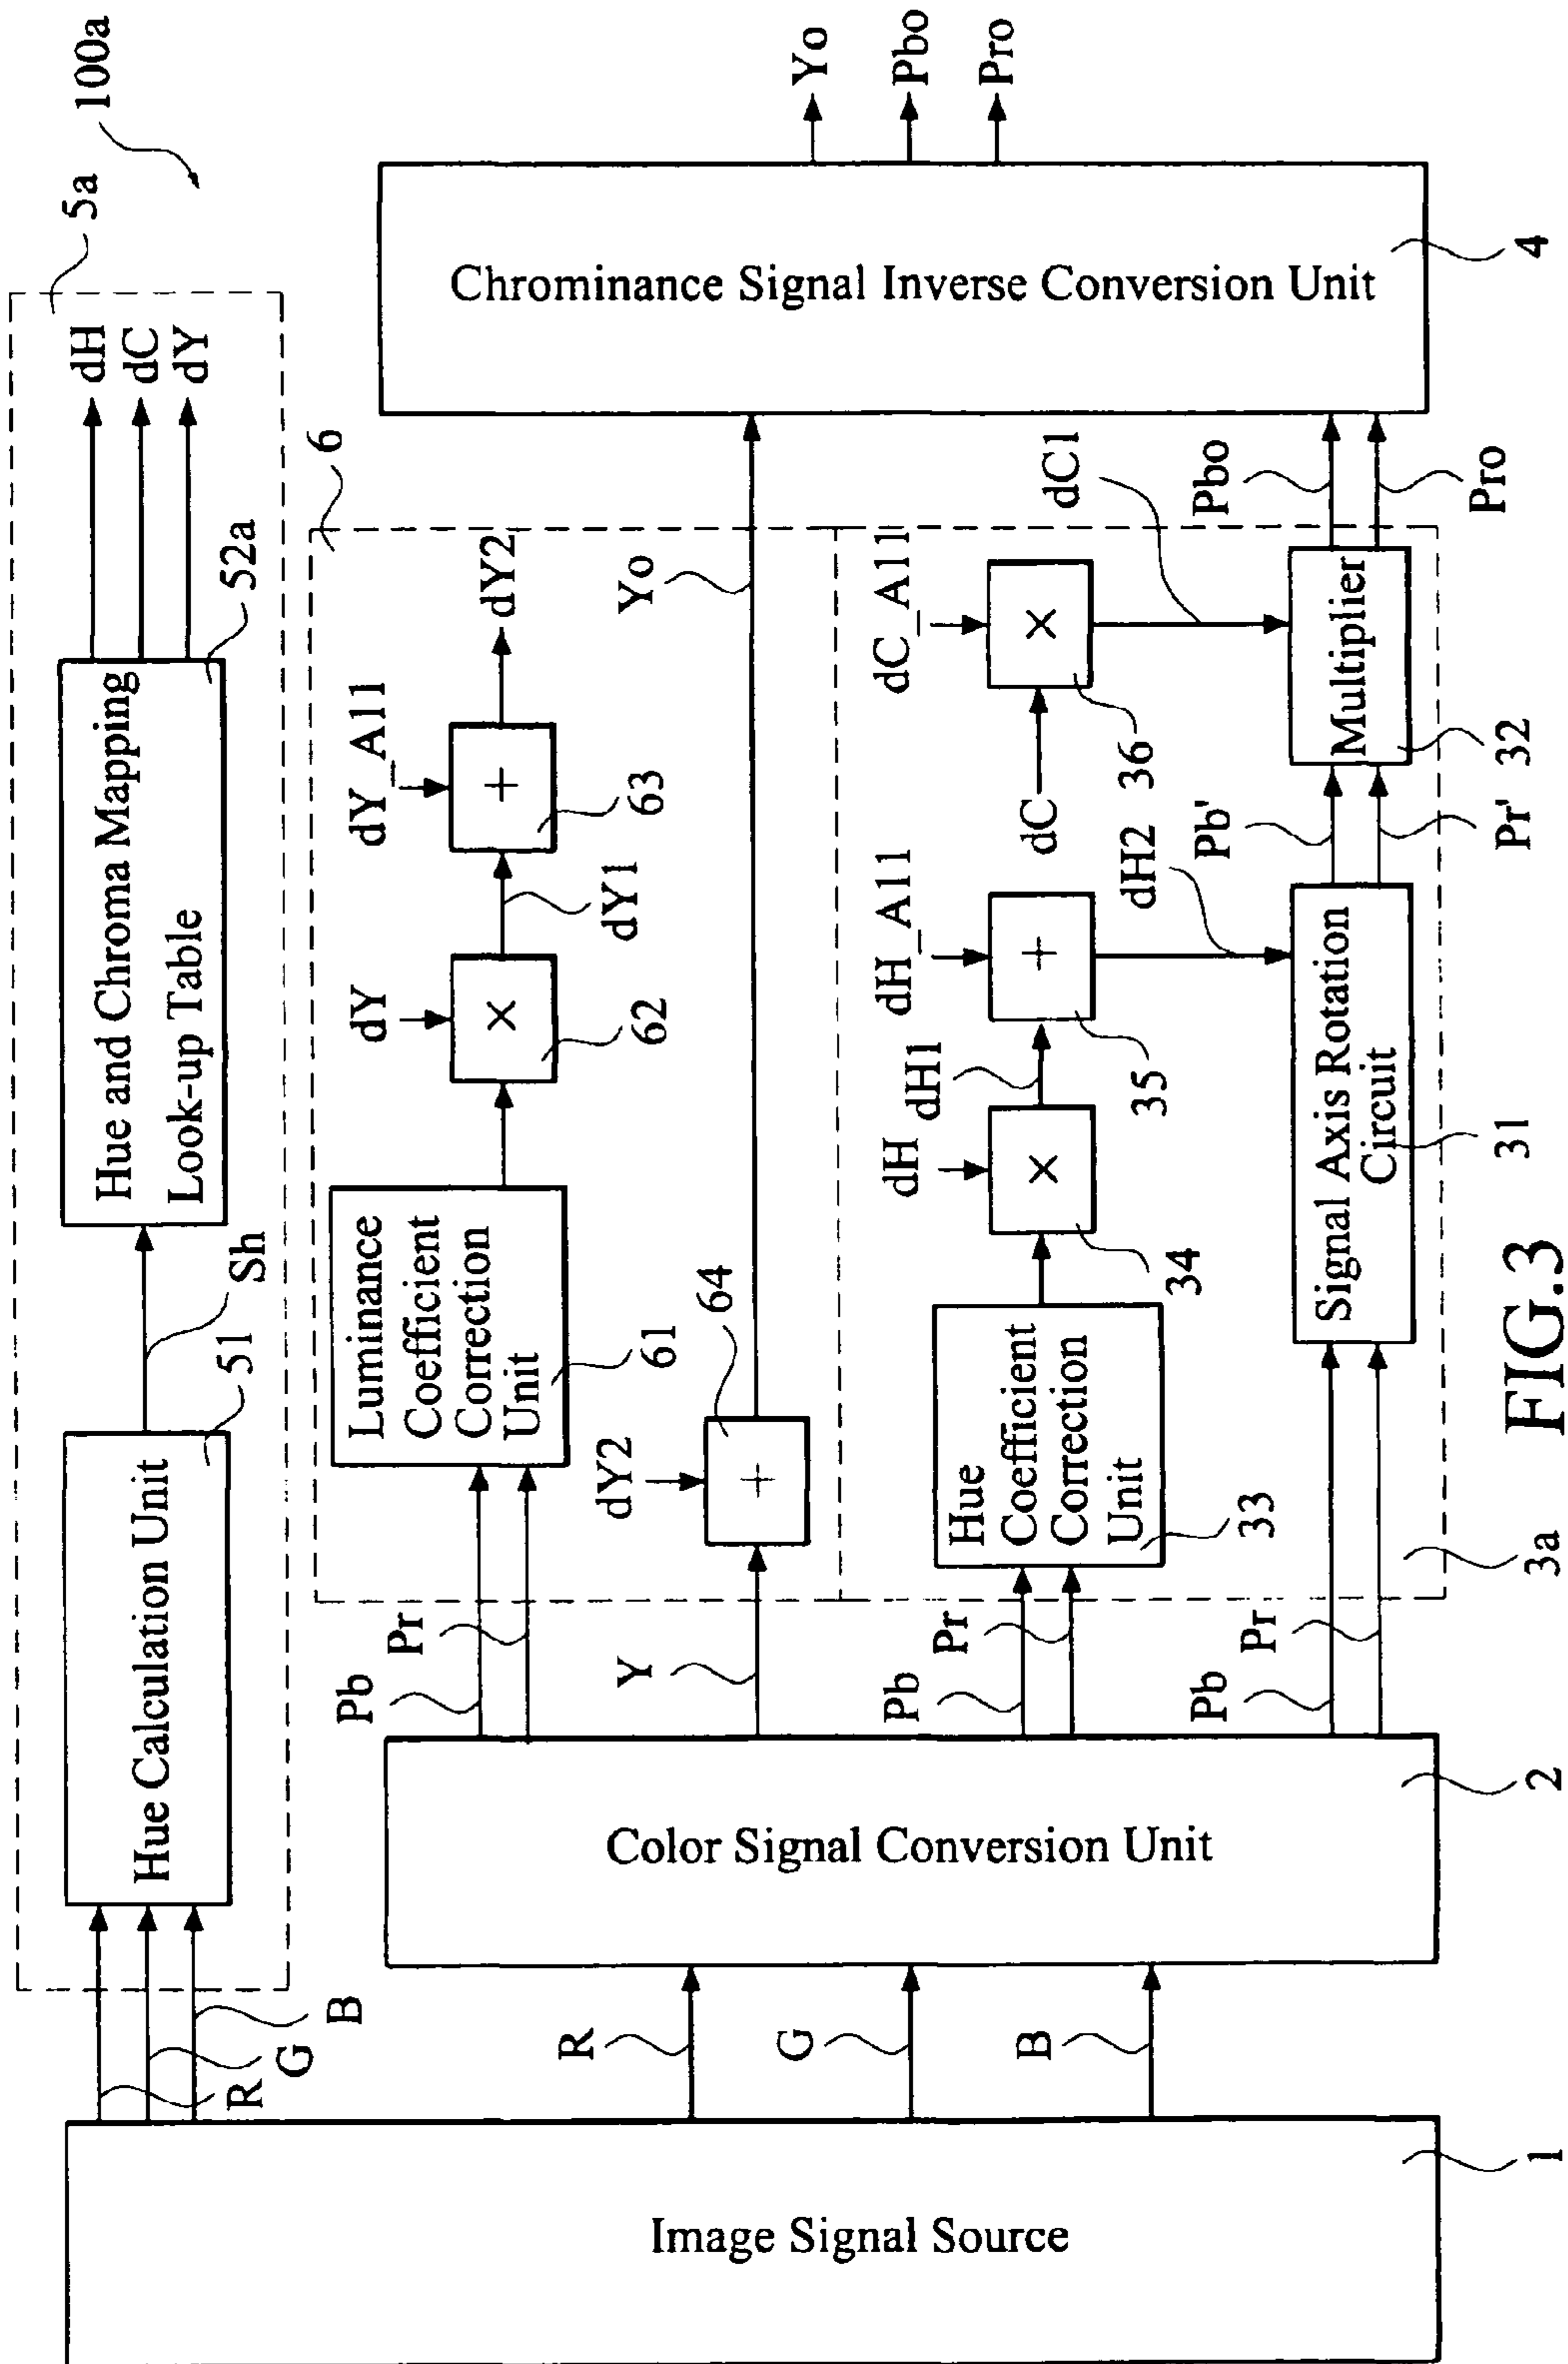 100a
5a
Hue Calculation Unit
51
Sh
Hue and Chroma Mapping
Look-up Table
52a
dH
dC
dY
R
G
B
6
Pb
Pr
Luminance
Coefficient
Correction
Unit
61
dY
×
62
dY1
dY_A11
+
63
dY2
Y
dY2
+
64
Yo
Image Signal Source
1
R
G
B
Color Signal Conversion Unit
2
Pb
Pr
Hue
Coefficient
Correction
Unit
33
dH
×
34
dH1
dH_A11
+
35
dH2
dC
dC_A11
×
36
dC1
Pb
Pr
3a
Signal Axis Rotation
Circuit
31
Pb'
Pr'
Multiplier
32
Pbo
Pro
Chrominance Signal Inverse Conversion Unit
4
Yo
Pbo
Pro
FIG.3